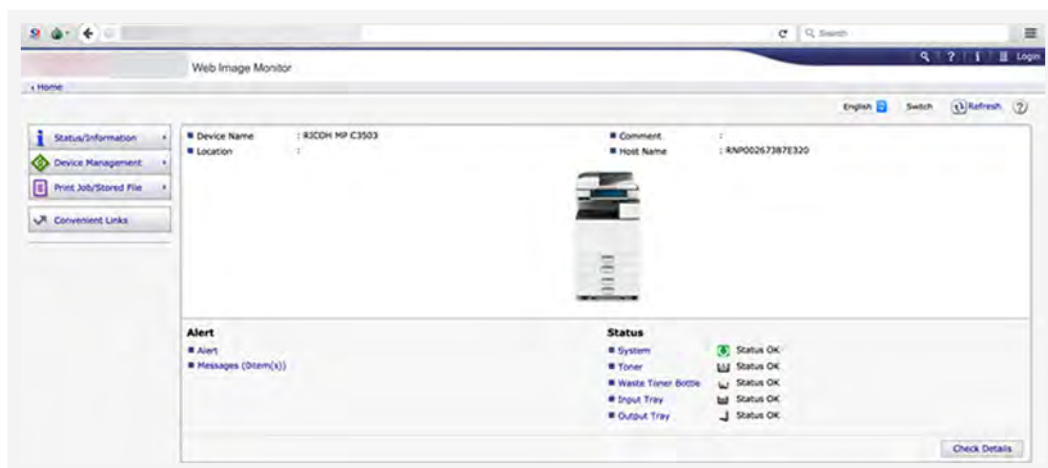 Search
Web Image Monitor
? i Login
Home
English Switch Refresh ?
Status/Information
Device Management
Print Job/Stored File
Convenient Links
Device Name : RICOH MP C3503
Location :
Comment :
Host Name : RNP00267387E320
Alert
Alert
Messages (0item(s))
Status
System Status OK
Toner Status OK
Waste Toner Bottle Status OK
Input Tray Status OK
Output Tray Status OK
Check Details